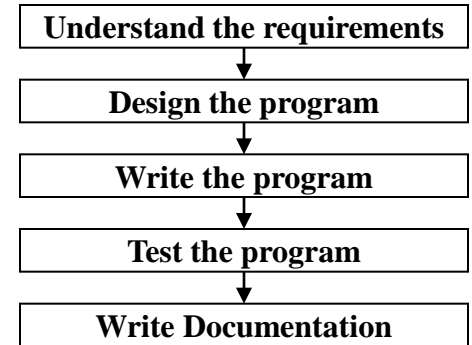 Understand the requirements
Design the program
Write the program
Test the program
Write Documentation